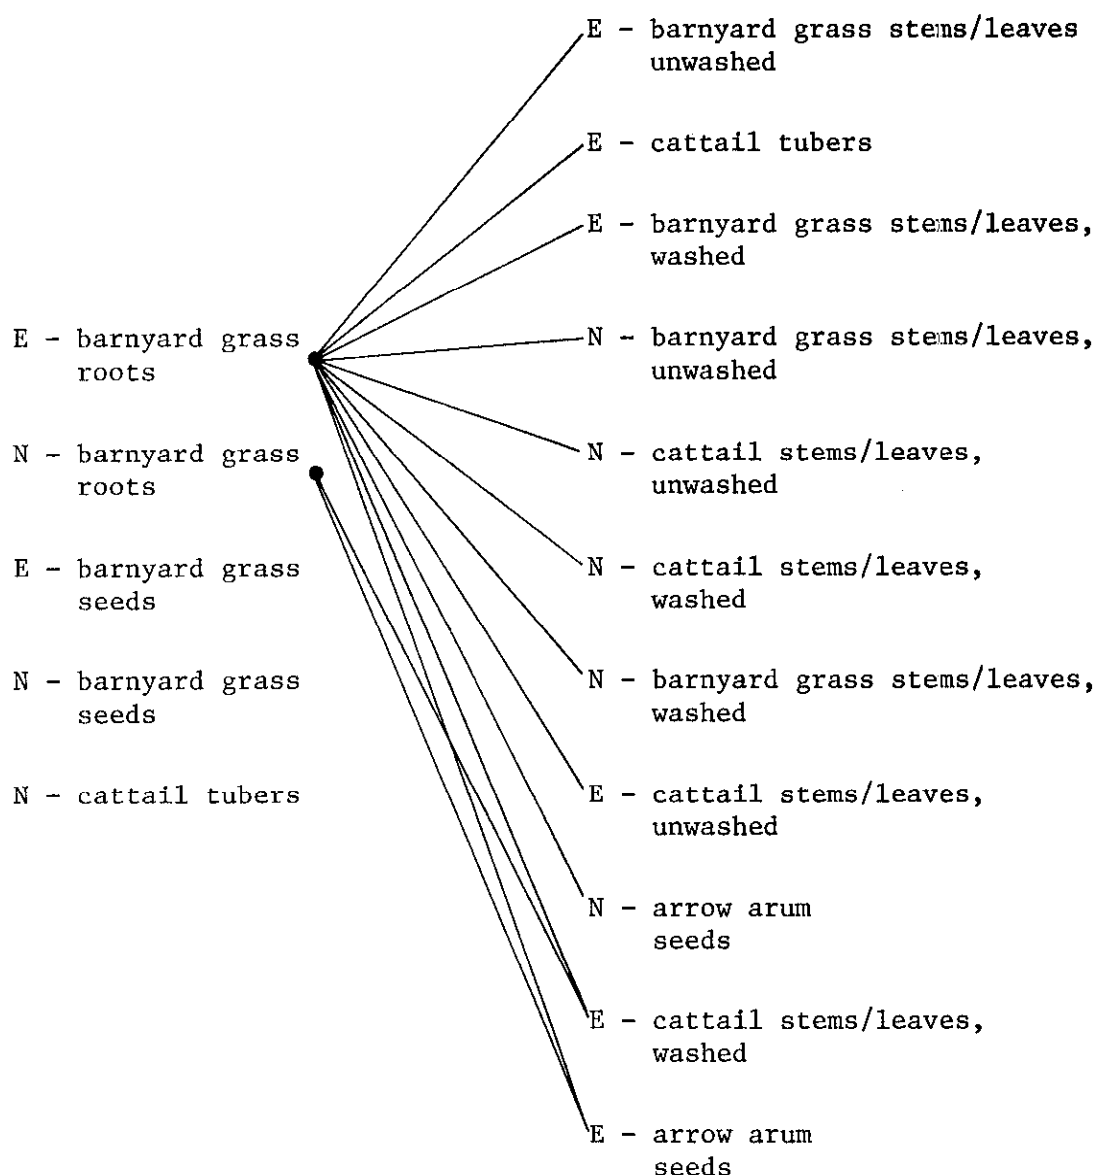 E - barnyard grass
roots
N - barnyard grass
roots
E - barnyard grass
seeds
N - barnyard grass
seeds
N - cattail tubers
E - barnyard grass stems/leaves
unwashed
E - cattail tubers
E - barnyard grass stems/leaves,
washed
N - barnyard grass stems/leaves,
unwashed
N - cattail stems/leaves,
unwashed
N - cattail stems/leaves,
washed
N - barnyard grass stems/leaves,
washed
E - cattail stems/leaves,
unwashed
N - arrow arum
seeds
E - cattail stems/leaves,
washed
E - arrow arum
seeds